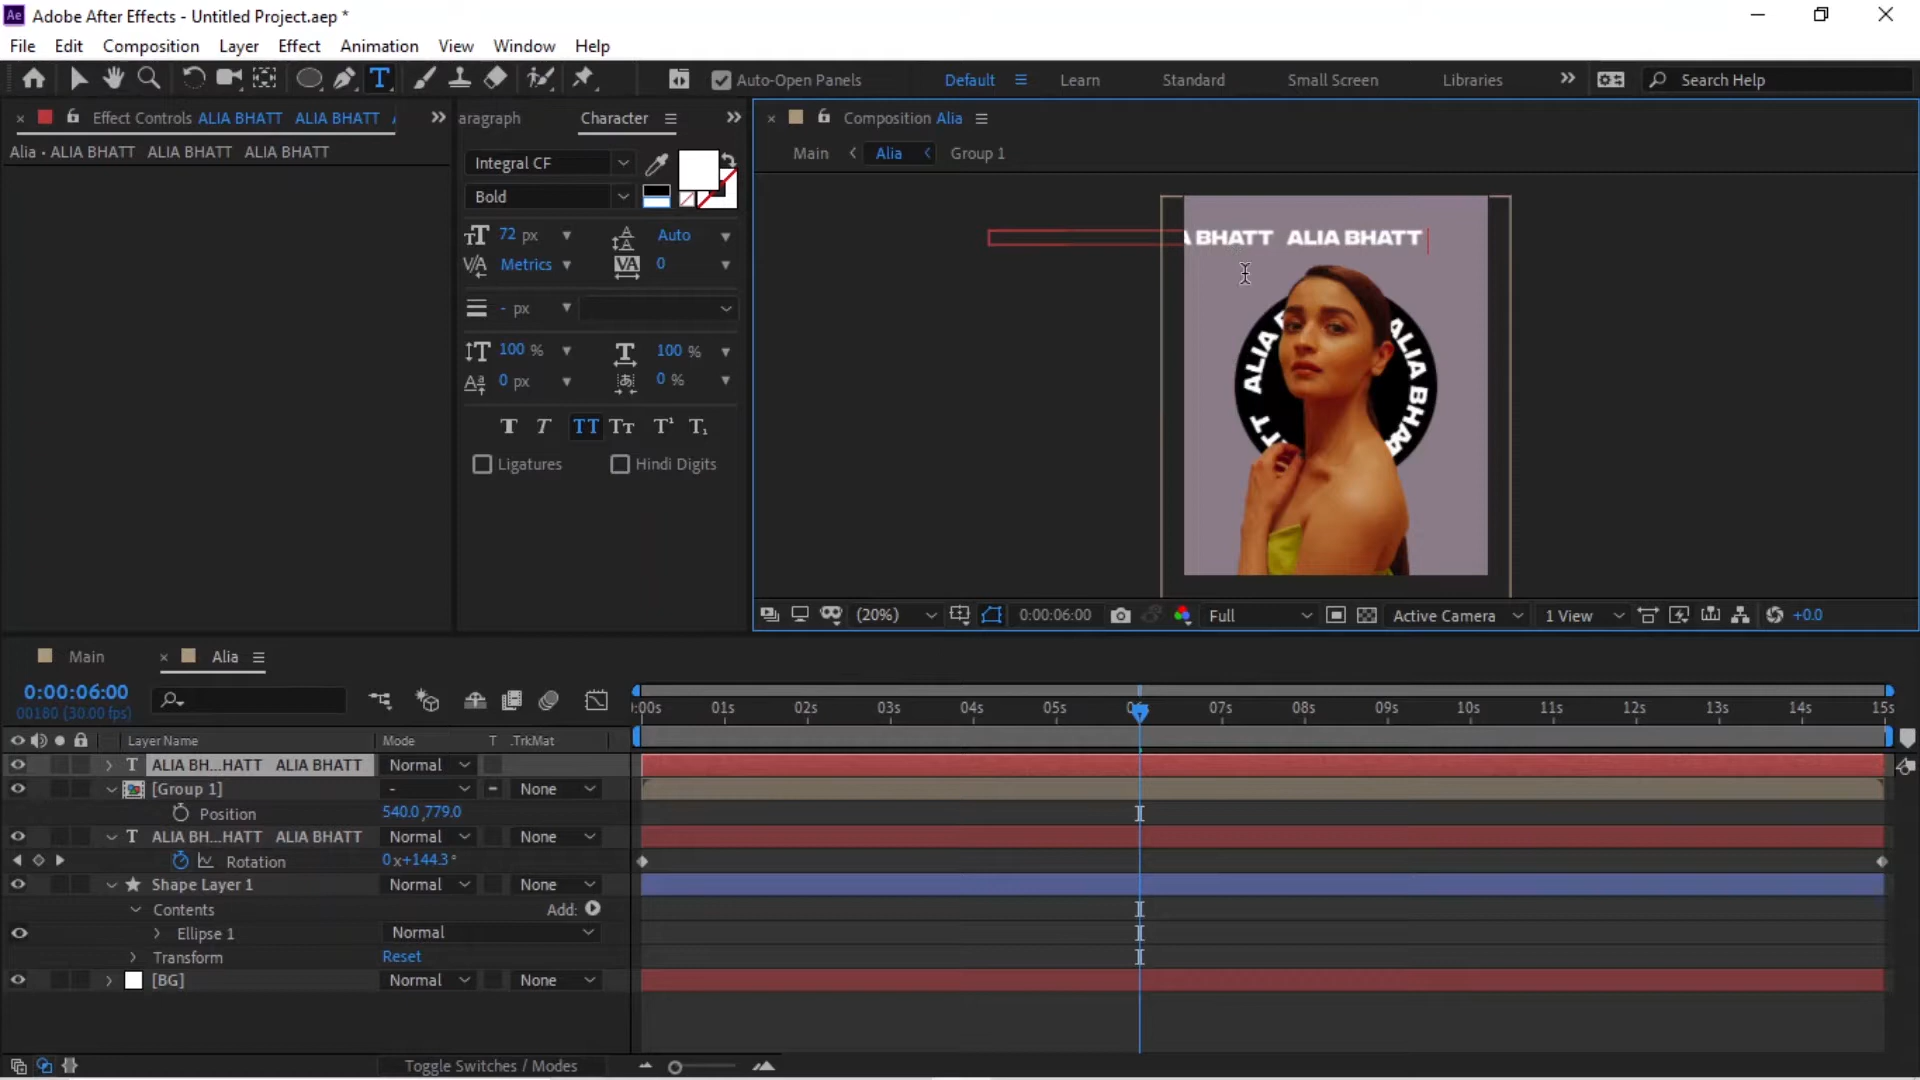 Ae Adobe After Effects - Untitled Project.aep *
File Edit Composition Layer Effect Animation View Window Help
Auto-Open Panels Default Learn Standard Small Screen Libraries Search Help
Effect Controls ALIA BHATT ALIA BHATT
Alia • ALIA BHATT ALIA BHATT ALIA BHATT
aragraph Character
Integral CF
Bold
72 px Auto
Metrics 0
- px
100 % 100 %
0 px 0 %
T T TT Tr T¹ T₁
Ligatures Hindi Digits
Composition Alia
Main Alia Group 1
A BHATT ALIA BHATT
ALIA B
ALIA BHA
(20%) 0:00:06:00 Full Active Camera 1 View +0.0
Main Alia
0:00:06:00
00180 (30.00 fps)
:00s 01s 02s 03s 04s 05s 06s 07s 08s 09s 10s 11s 12s 13s 14s 15s
Layer Name Mode T .TrkMat
T ALIA BH...HATT ALIA BHATT Normal
[Group 1] - None
Position 540.0,779.0
T ALIA BH...HATT ALIA BHATT Normal None
Rotation 0x+144.3°
Shape Layer 1 Normal None
Contents Add:
Ellipse 1 Normal
Transform Reset
[BG] Normal None
Toggle Switches / Modes